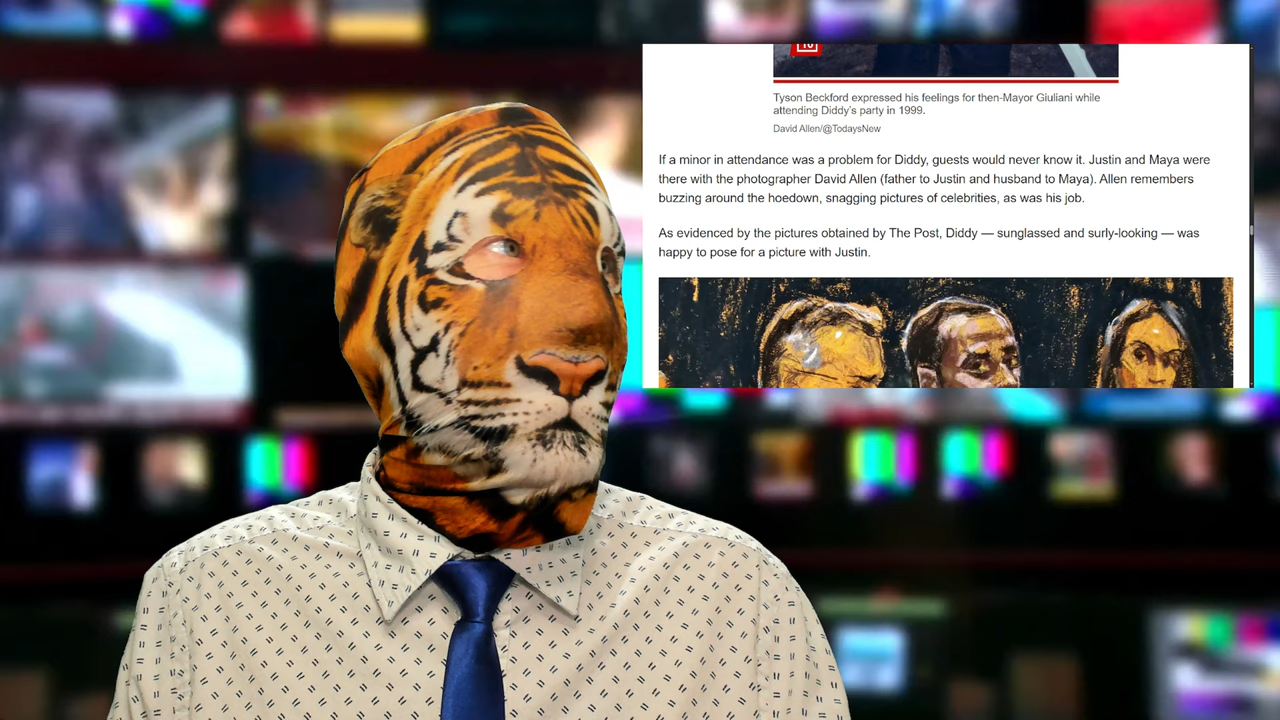 Tyson Beckford expressed his feelings for then-Mayor Giuliani while
attending Diddy's party in 1999.
David Allen/@TodaysNew
If a minor in attendance was a problem for Diddy, guests would never know it. Justin and Maya were
there with the photographer David Allen (father to Justin and husband to Maya). Allen remembers
buzzing around the hoedown, snagging pictures of celebrities, as was his job.
As evidenced by the pictures obtained by The Post, Diddy — sunglassed and surly-looking — was
happy to pose for a picture with Justin.